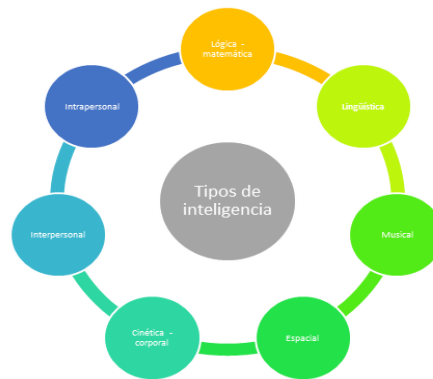 Lógica -
matemática
Lingüística
Musical
Espacial
Cinética -
corporal
Interpersonal
Intrapersonal
Tipos de
inteligencia